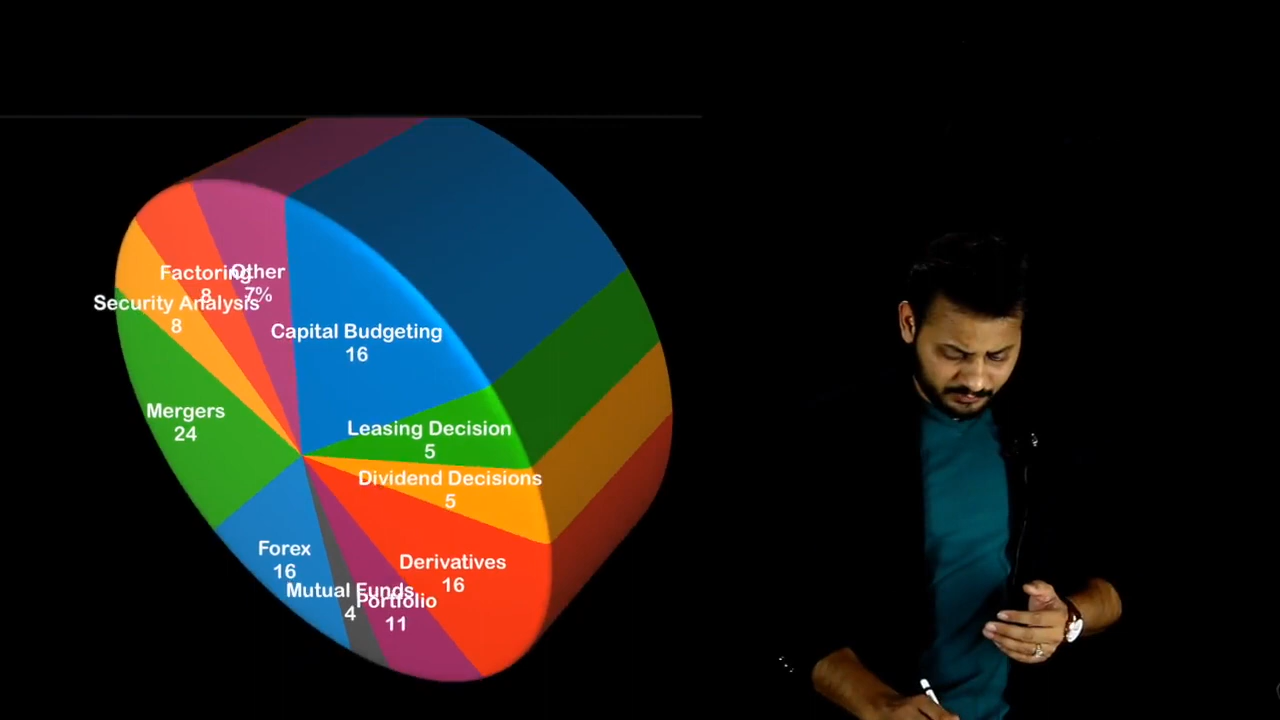 Factoring
8
Other
7%
Security Analysis
8
Capital Budgeting
16
Mergers
24
Leasing Decision
5
Dividend Decisions
5
Forex
16
Derivatives
16
Mutual Funds
4
Portfolio
11